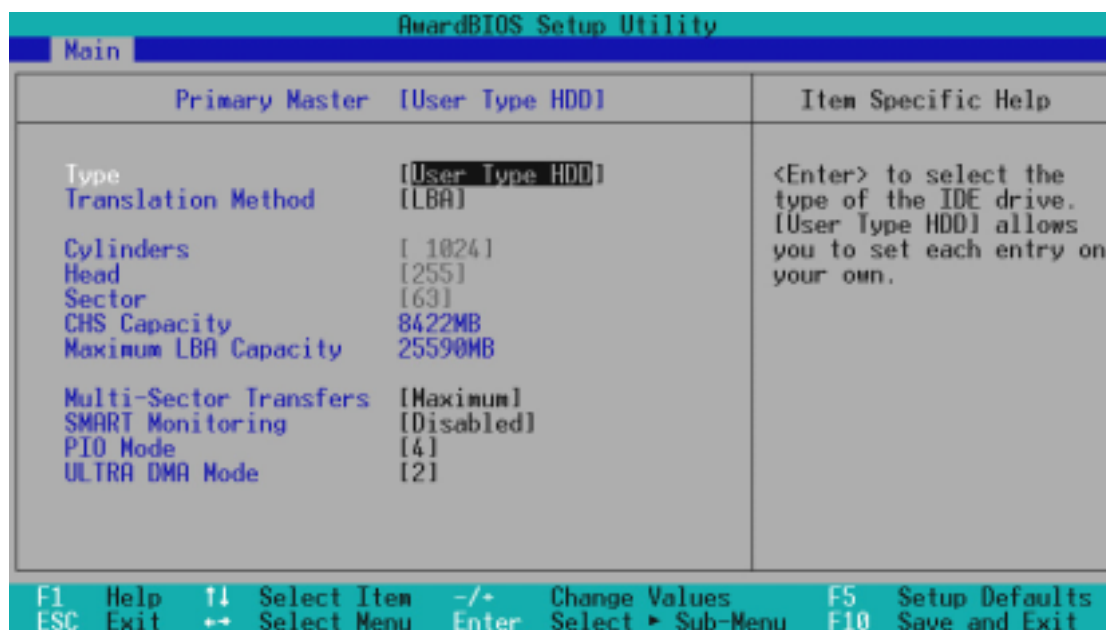 AwardBIOS Setup Utility
Main
Primary Master [User Type HDD]
Item Specific Help
Type [User Type HDD]
Translation Method [LBA]
Cylinders [ 1024]
Head [255]
Sector [63]
CHS Capacity 8422MB
Maximum LBA Capacity 25590MB
Multi-Sector Transfers [Maximum]
SMART Monitoring [Disabled]
PIO Mode [4]
ULTRA DMA Mode [2]
<Enter> to select the
type of the IDE drive.
[User Type HDD] allows
you to set each entry on
your own.
F1 Help ↑↓ Select Item -/+ Change Values F5 Setup Defaults
ESC Exit ←→ Select Menu Enter Select ► Sub-Menu F10 Save and Exit